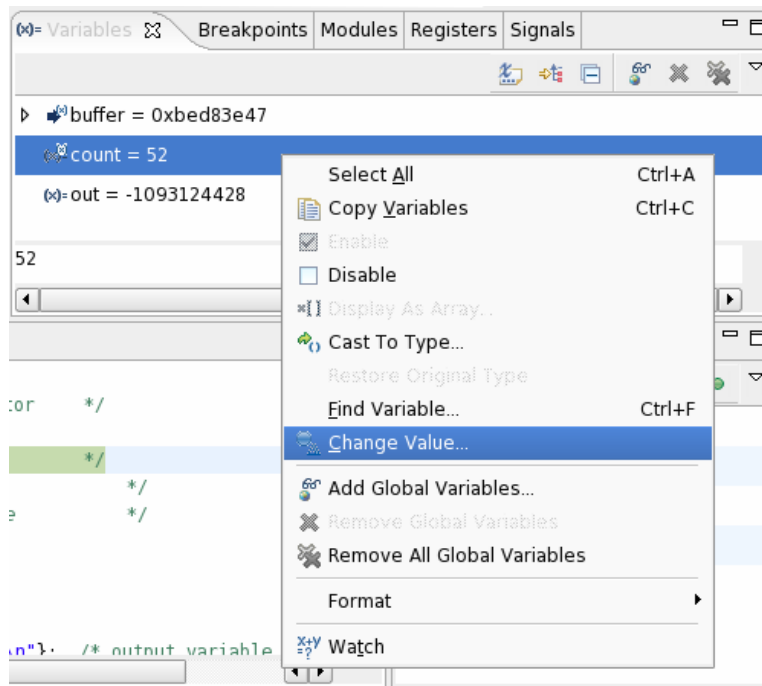 (x)= Variables Breakpoints Modules Registers Signals
buffer = 0xbed83e47
count = 52
(x)= out = -1093124428
52
Select All Ctrl+A
Copy Variables Ctrl+C
Enable
Disable
Display As Array..
Cast To Type...
Restore Original Type
Find Variable... Ctrl+F
Change Value...
Add Global Variables...
Remove Global Variables
Remove All Global Variables
Format
x+y=? Watch
tor */
*/
*/
e */
\n"}; /* output variable